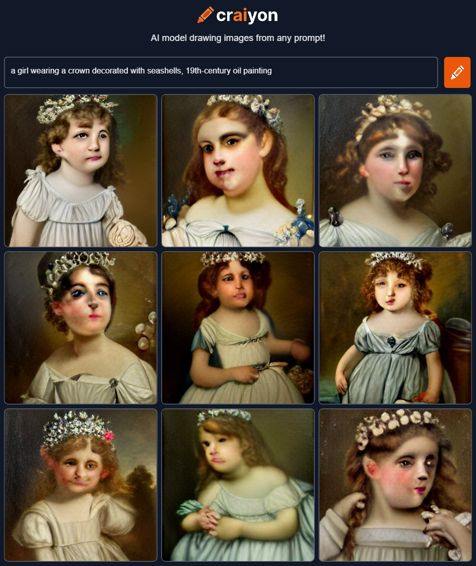 craiyon
AI model drawing images from any prompt!
a girl wearing a crown decorated with seashells, 19th-century oil painting